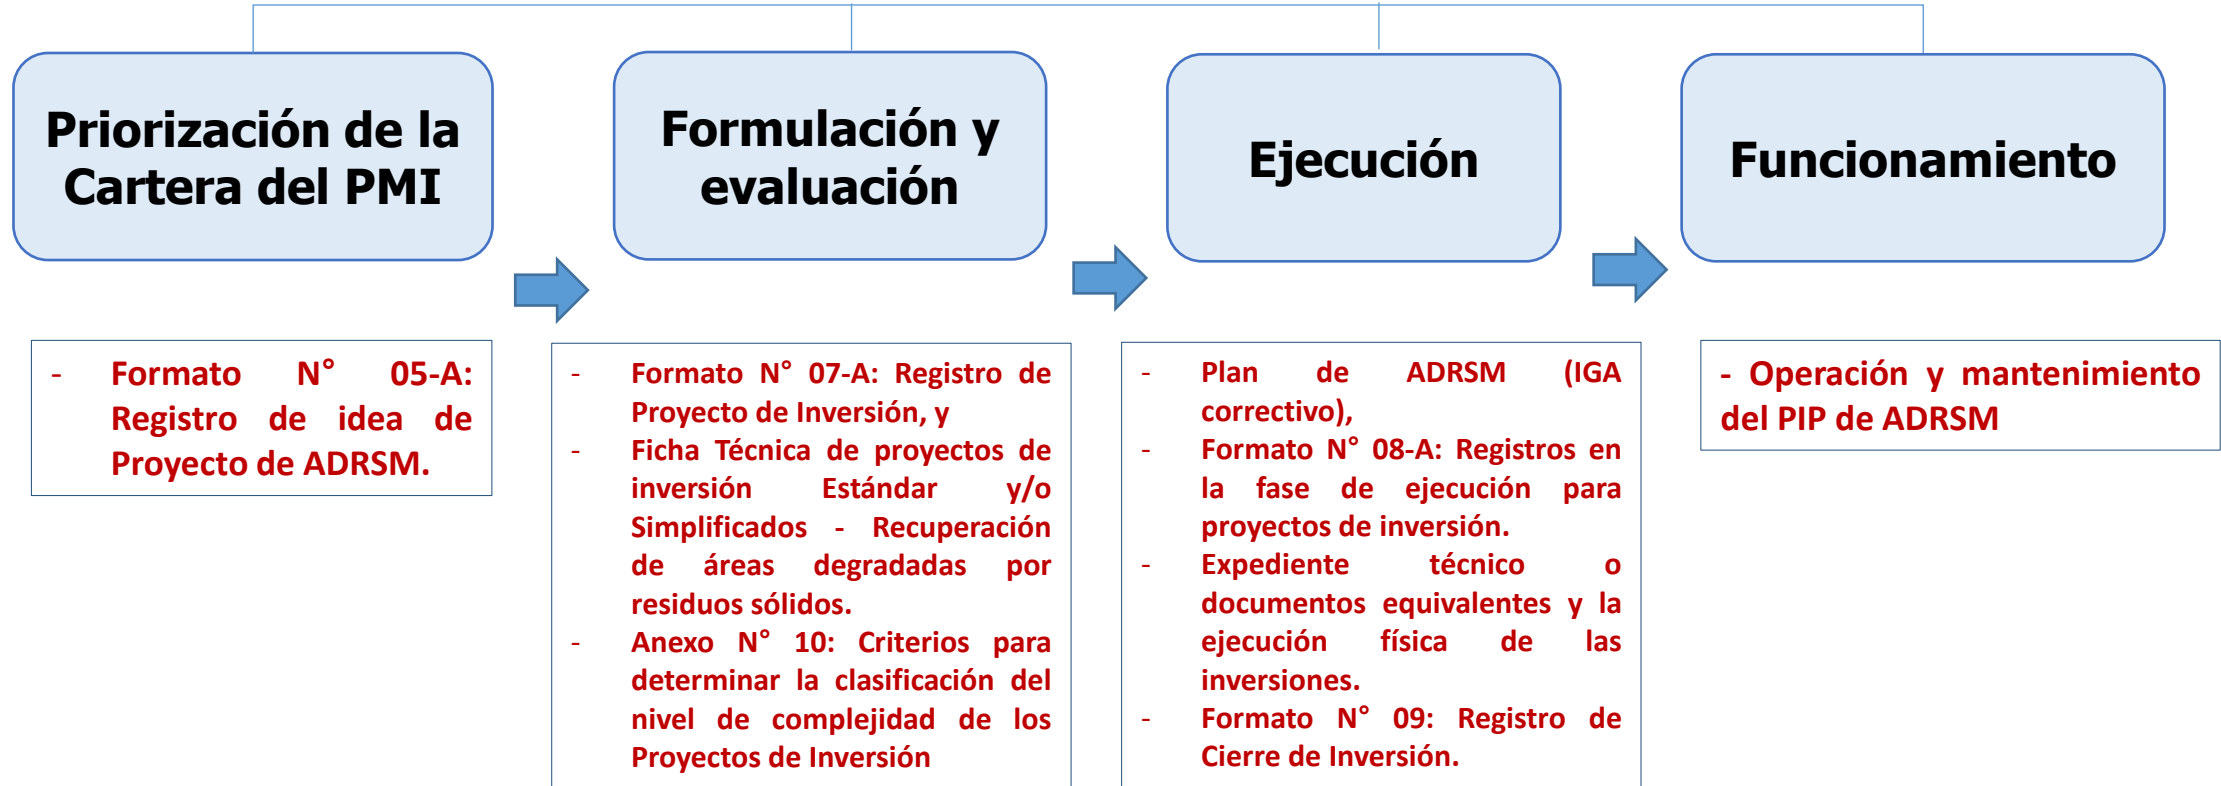 Priorización de la
Cartera del PMI
Formulación y
evaluación
Ejecución
Funcionamiento
- Formato N° 05-A:
Registro de idea de
Proyecto de ADRSM.
- Formato N° 07-A: Registro de
Proyecto de Inversión, y
- Ficha Técnica de proyectos de
inversión Estándar y/o
Simplificados - Recuperación
de áreas degradadas por
residuos sólidos.
- Anexo N° 10: Criterios para
determinar la clasificación del
nivel de complejidad de los
Proyectos de Inversión
- Plan de ADRSM (IGA
correctivo),
- Formato N° 08-A: Registros en
la fase de ejecución para
proyectos de inversión.
- Expediente técnico o
documentos equivalentes y la
ejecución física de las
inversiones.
- Formato N° 09: Registro de
Cierre de Inversión.
- Operación y mantenimiento
del PIP de ADRSM